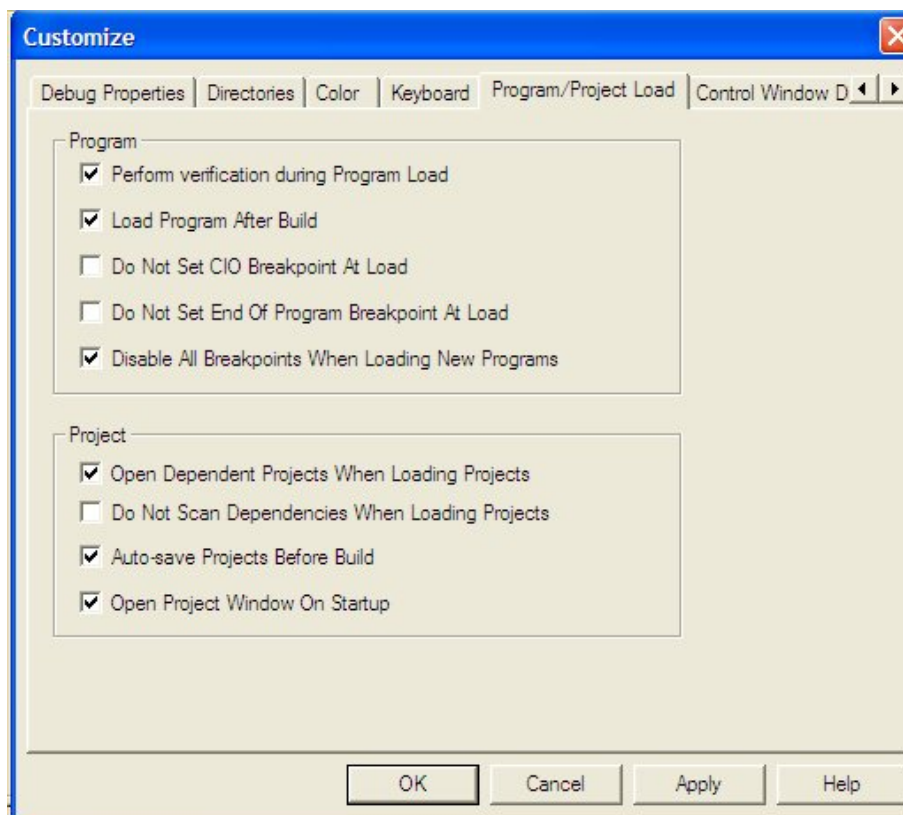 Customize
Debug Properties Directories Color Keyboard Program/Project Load Control Window D
Program
Perform verification during Program Load
Load Program After Build
Do Not Set CIO Breakpoint At Load
Do Not Set End Of Program Breakpoint At Load
Disable All Breakpoints When Loading New Programs
Project
Open Dependent Projects When Loading Projects
Do Not Scan Dependencies When Loading Projects
Auto-save Projects Before Build
Open Project Window On Startup
OK Cancel Apply Help